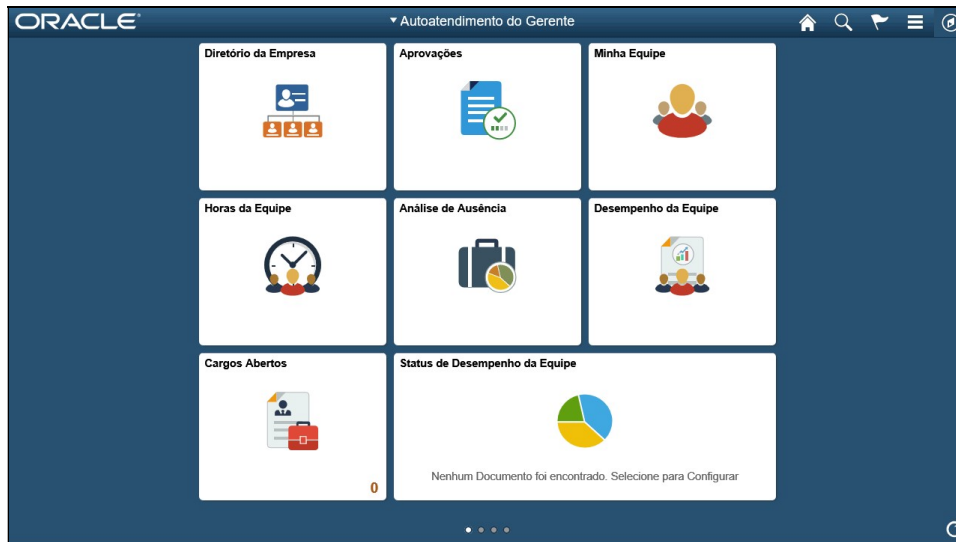 ORACLE
Autoatendimento do Gerente
Diretório da Empresa
Aprovações
Minha Equipe
Horas da Equipe
Análise de Ausência
Desempenho da Equipe
Cargos Abertos
0
Status de Desempenho da Equipe
Nenhum Documento foi encontrado. Selecione para Configurar